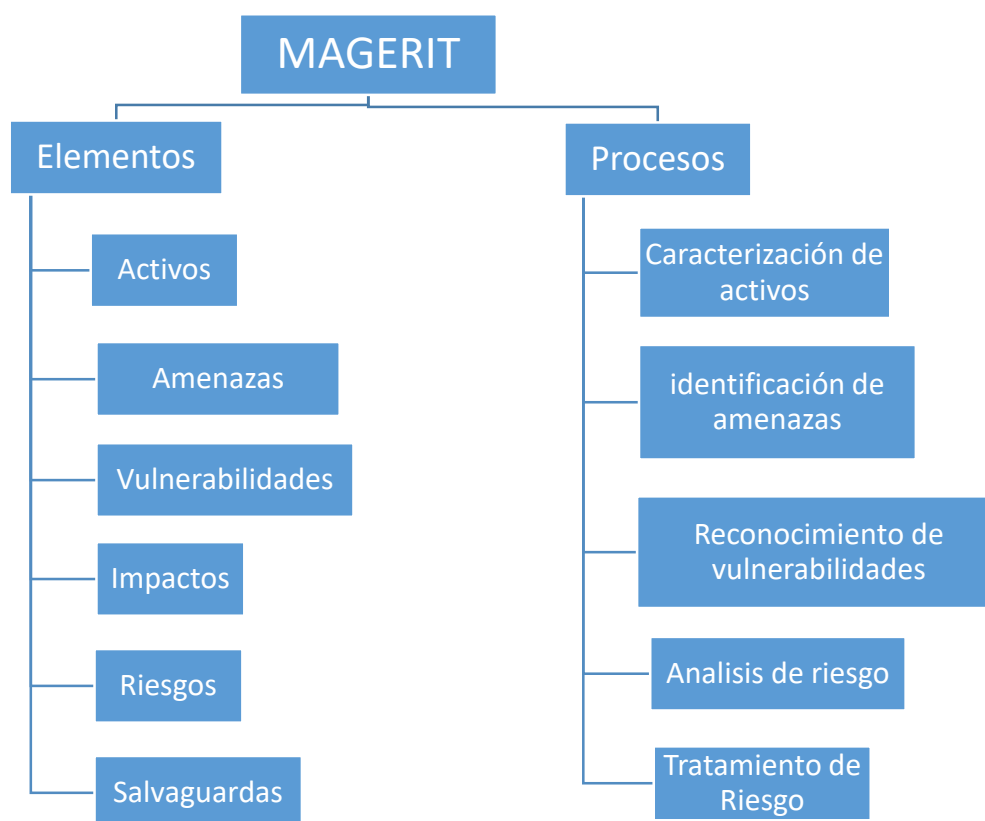 MAGERIT
Elementos
Activos
Amenazas
Vulnerabilidades
Impactos
Riesgos
Salvaguardas
Procesos
Caracterización de
activos
identificación de
amenazas
Reconocimiento de
vulnerabilidades
Analisis de riesgo
Tratamiento de
Riesgo